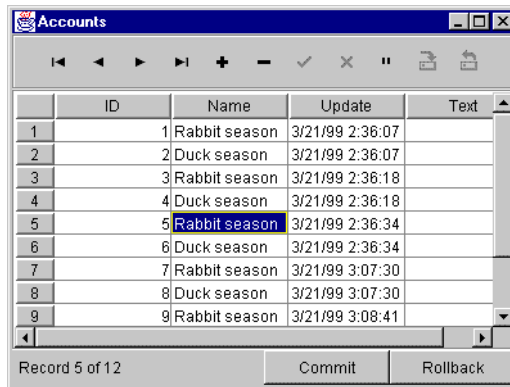 Accounts
ID Name Update Text
1 1 Rabbit season 3/21/99 2:36:07
2 2 Duck season 3/21/99 2:36:07
3 3 Rabbit season 3/21/99 2:36:18
4 4 Duck season 3/21/99 2:36:18
5 5 Rabbit season 3/21/99 2:36:34
6 6 Duck season 3/21/99 2:36:34
7 7 Rabbit season 3/21/99 3:07:30
8 8 Duck season 3/21/99 3:07:30
9 9 Rabbit season 3/21/99 3:08:41
Record 5 of 12 Commit Rollback